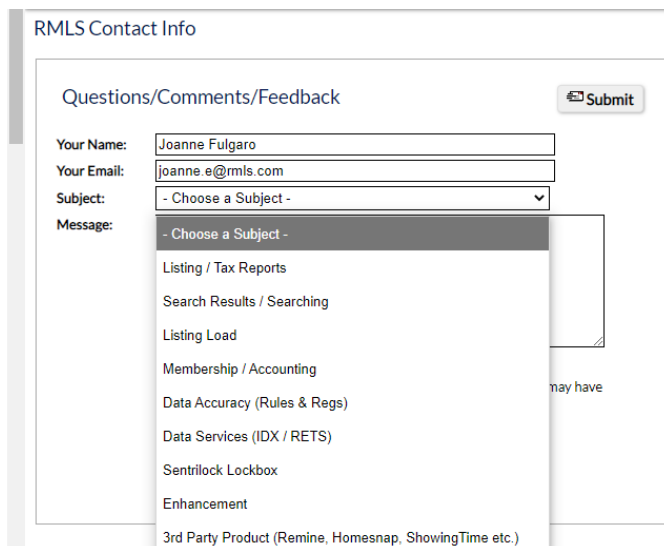 RMLS Contact Info
Questions/Comments/Feedback
Submit
Your Name: Joanne Fulgaro
Your Email: joanne.e@rmls.com
Subject: - Choose a Subject -
Message:
- Choose a Subject -
Listing / Tax Reports
Search Results / Searching
Listing Load
Membership / Accounting
may have
Data Accuracy (Rules & Regs)
Data Services (IDX / RETS)
Sentrilock Lockbox
Enhancement
3rd Party Product (Remine, Homesnap, ShowingTime etc.)